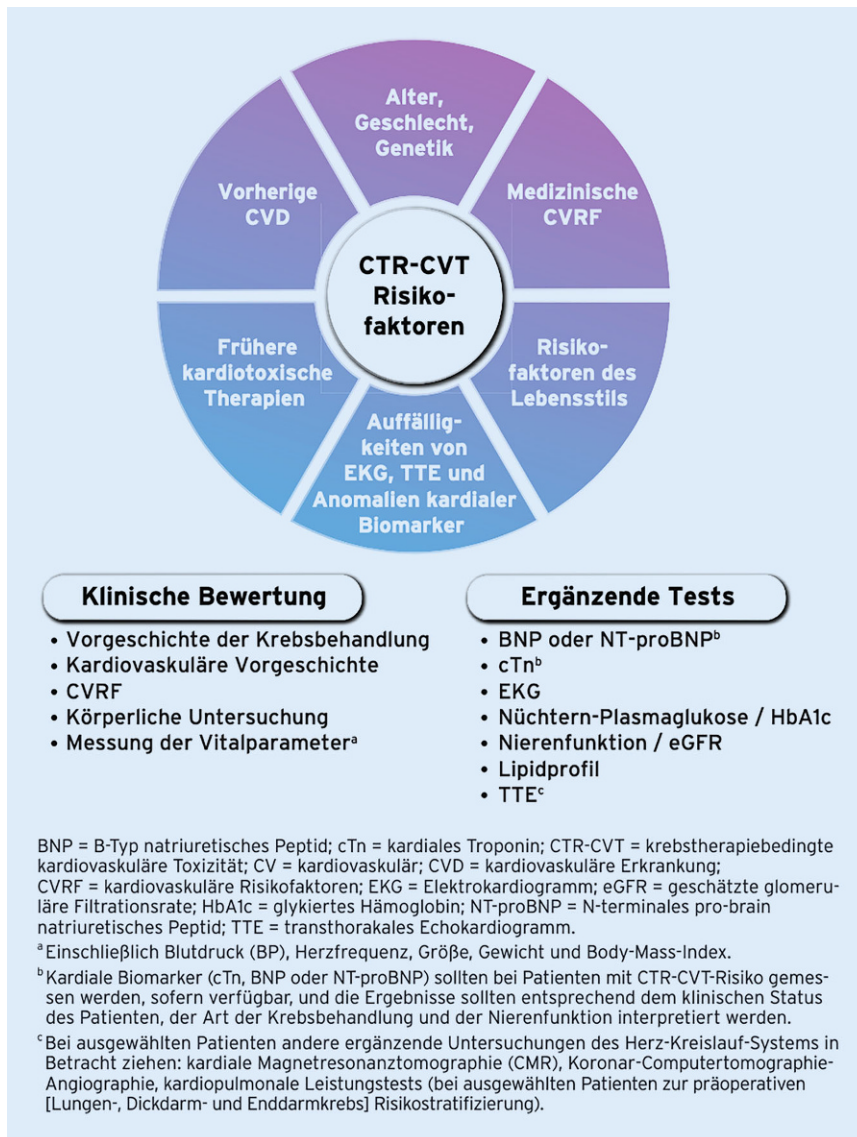 Alter,
Geschlecht,
Genetik
Vorherige
CVD
Medizinische
CVRF
CTR-CVT
Risiko-
faktoren
Frühere
kardiotoxische
Therapien
Risiko-
faktoren des
Lebensstils
Auffällig-
keiten von
EKG, TTE und
Anomalien kardialer
Biomarker
Klinische Bewertung
• Vorgeschichte der Krebsbehandlung
• Kardiovaskuläre Vorgeschichte
• CVRF
• Körperliche Untersuchung
• Messung der Vitalparameterᵃ
Ergänzende Tests
• BNP oder NT-proBNPᵇ
• cTnᵇ
• EKG
• Nüchtern-Plasmaglukose / HbA1c
• Nierenfunktion / eGFR
• Lipidprofil
• TTEᶜ
BNP = B-Typ natriuretisches Peptid; cTn = kardiales Troponin; CTR-CVT = krebstherapiebedingte
kardiovaskuläre Toxizität; CV = kardiovaskulär; CVD = kardiovaskuläre Erkrankung;
CVRF = kardiovaskuläre Risikofaktoren; EKG = Elektrokardiogramm; eGFR = geschätzte glomeru-
läre Filtrationsrate; HbA1c = glykiertes Hämoglobin; NT-proBNP = N-terminales pro-brain
natriuretisches Peptid; TTE = transthorakales Echokardiogramm.
ᵃ Einschließlich Blutdruck (BP), Herzfrequenz, Größe, Gewicht und Body-Mass-Index.
ᵇ Kardiale Biomarker (cTn, BNP oder NT-proBNP) sollten bei Patienten mit CTR-CVT-Risiko gemes-
sen werden, sofern verfügbar, und die Ergebnisse sollten entsprechend dem klinischen Status
des Patienten, der Art der Krebsbehandlung und der Nierenfunktion interpretiert werden.
ᶜ Bei ausgewählten Patienten andere ergänzende Untersuchungen des Herz-Kreislauf-Systems in
Betracht ziehen: kardiale Magnetresonanztomographie (CMR), Koronar-Computertomographie-
Angiographie, kardiopulmonale Leistungstests (bei ausgewählten Patienten zur präoperativen
[Lungen-, Dickdarm- und Enddarmkrebs] Risikostratifizierung).